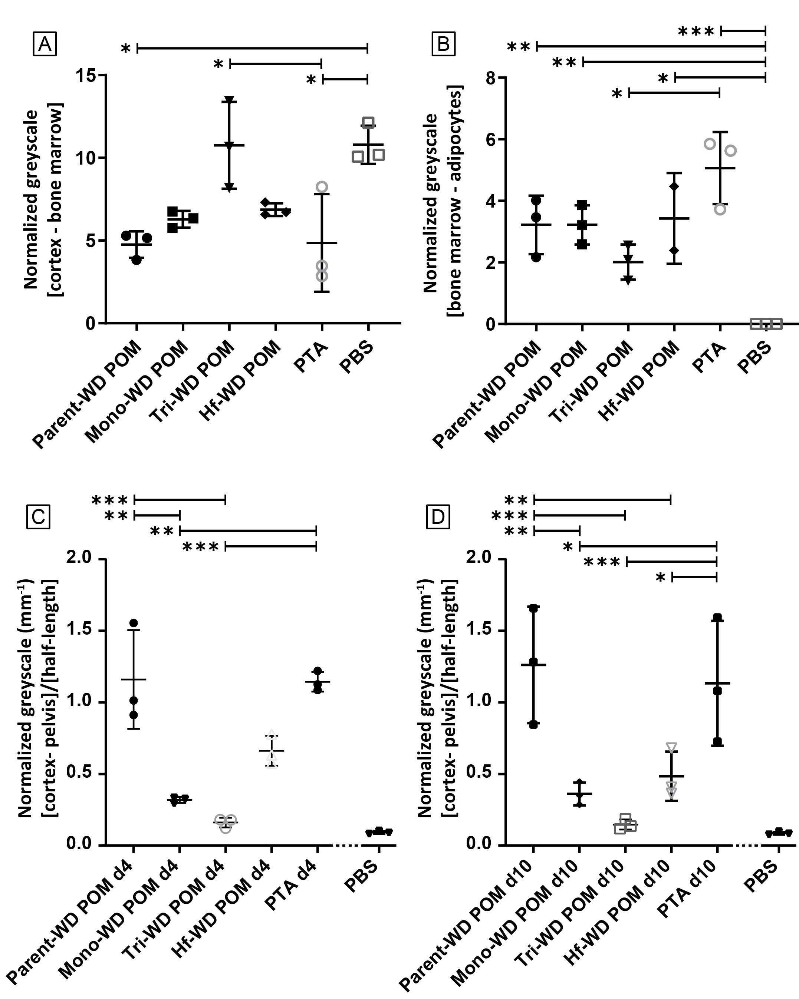 A
*
*
*
15
10
5
0
Normalized greyscale
[cortex - bone marrow]
Parent-WD POM
Mono-WD POM
Tri-WD POM
Hf-WD POM
PTA
PBS
B
***
**
**
*
*
8
6
4
2
0
Normalized greyscale
[bone marrow - adipocytes]
Parent-WD POM
Mono-WD POM
Tri-WD POM
Hf-WD POM
PTA
PBS
C
***
**
**
***
2.0
1.5
1.0
0.5
0.0
Normalized greyscale (mm-1)
[cortex- pelvis]/[half-length]
Parent-WD POM d4
Mono-WD POM d4
Tri-WD POM d4
Hf-WD POM d4
PTA d4
PBS
D
**
***
**
*
***
*
2.0
1.5
1.0
0.5
0.0
Normalized greyscale (mm-1)
[cortex- pelvis]/[half-length]
Parent-WD POM d10
Mono-WD POM d10
Tri-WD POM d10
Hf-WD POM d10
PTA d10
PBS